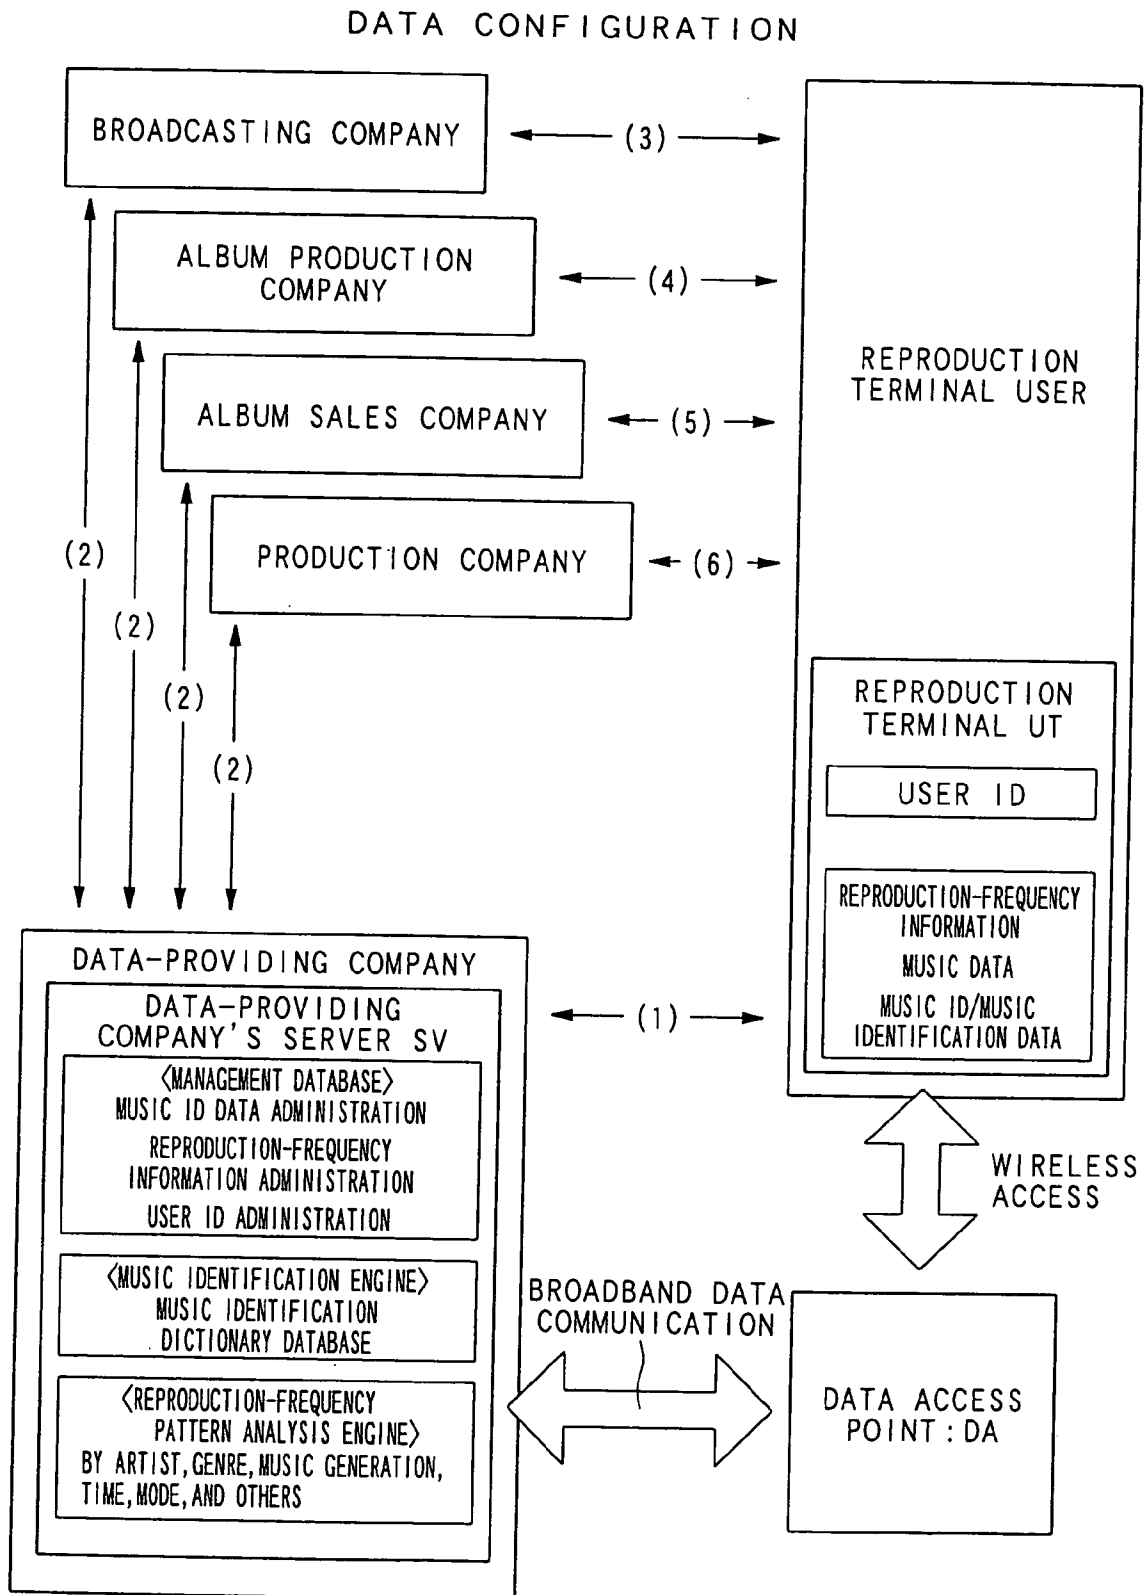 DATA CONFIGURATION
BROADCASTING COMPANY
(3)
ALBUM PRODUCTION
COMPANY
(4)
ALBUM SALES COMPANY
(5)
PRODUCTION COMPANY
(6)
REPRODUCTION
TERMINAL USER
(2)
(2)
(2)
(2)
REPRODUCTION
TERMINAL UT
USER ID
REPRODUCTION-FREQUENCY
INFORMATION
MUSIC DATA
MUSIC ID/MUSIC
IDENTIFICATION DATA
DATA-PROVIDING COMPANY
DATA-PROVIDING
COMPANY'S SERVER SV
(1)
〈MANAGEMENT DATABASE〉
MUSIC ID DATA ADMINISTRATION
REPRODUCTION-FREQUENCY
INFORMATION ADMINISTRATION
USER ID ADMINISTRATION
〈MUSIC IDENTIFICATION ENGINE〉
MUSIC IDENTIFICATION
DICTIONARY DATABASE
〈REPRODUCTION-FREQUENCY
PATTERN ANALYSIS ENGINE〉
BY ARTIST, GENRE, MUSIC GENERATION,
TIME, MODE, AND OTHERS
WIRELESS
ACCESS
BROADBAND DATA
COMMUNICATION
DATA ACCESS
POINT : DA